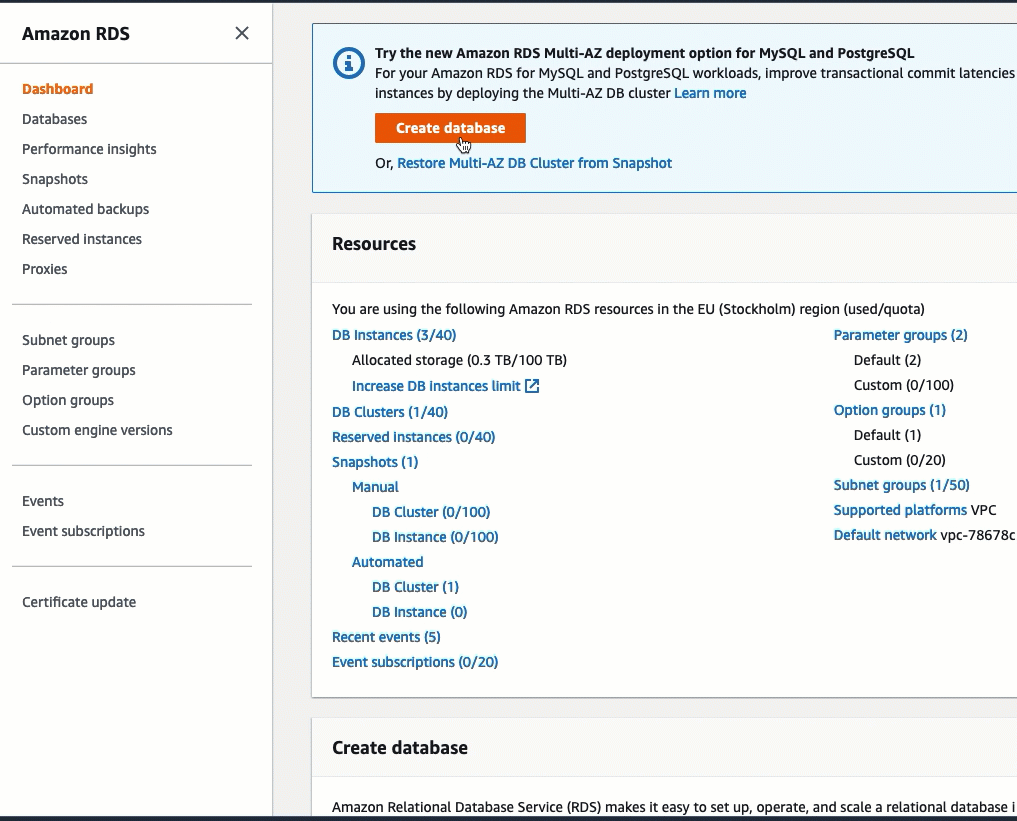 Amazon RDS
Dashboard
Databases
Performance insights
Snapshots
Automated backups
Reserved instances
Proxies
Subnet groups
Parameter groups
Option groups
Custom engine versions
Events
Event subscriptions
Certificate update
Try the new Amazon RDS Multi-AZ deployment option for MySQL and PostgreSQL
For your Amazon RDS for MySQL and PostgreSQL workloads, improve transactional commit latencies
instances by deploying the Multi-AZ DB cluster Learn more
Create database
Or, Restore Multi-AZ DB Cluster from Snapshot
Resources
You are using the following Amazon RDS resources in the EU (Stockholm) region (used/quota)
DB Instances (3/40)
Allocated storage (0.3 TB/100 TB)
Increase DB instances limit
DB Clusters (1/40)
Reserved instances (0/40)
Snapshots (1)
Manual
DB Cluster (0/100)
DB Instance (0/100)
Automated
DB Cluster (1)
DB Instance (0)
Recent events (5)
Event subscriptions (0/20)
Parameter groups (2)
Default (2)
Custom (0/100)
Option groups (1)
Default (1)
Custom (0/20)
Subnet groups (1/50)
Supported platforms VPC
Default network vpc-78678c
Create database
Amazon Relational Database Service (RDS) makes it easy to set up, operate, and scale a relational database i